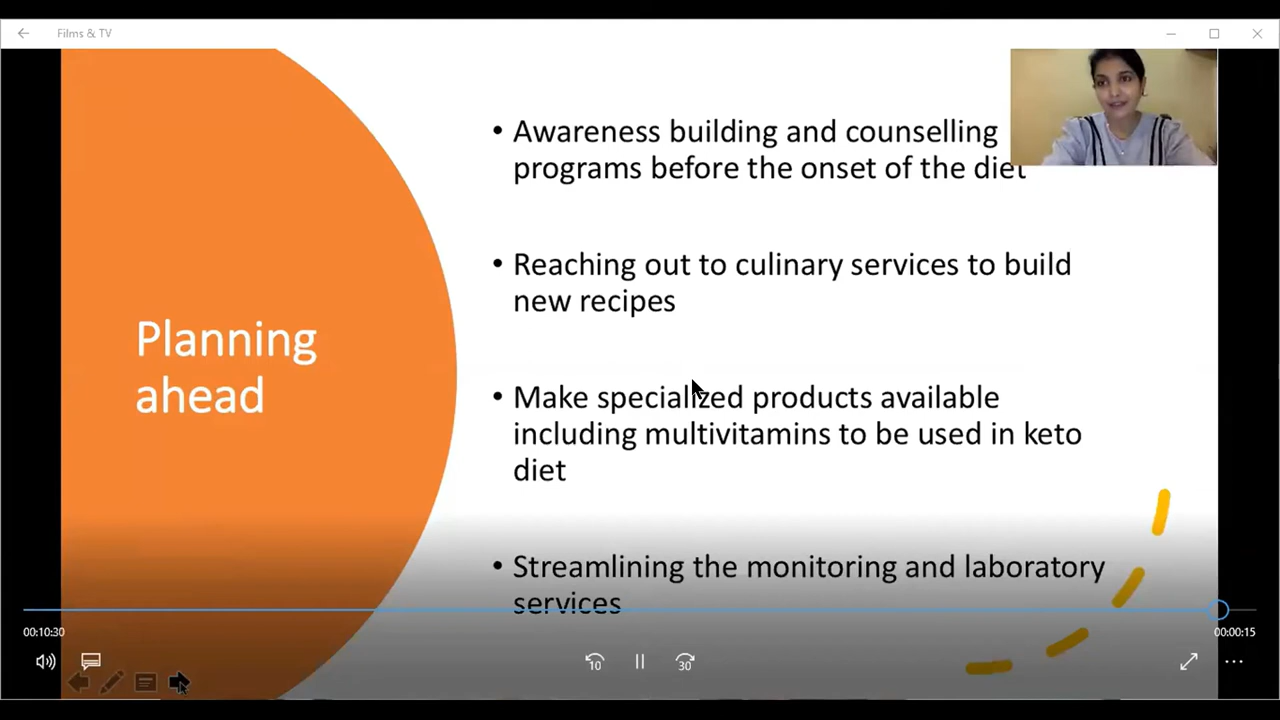 Films & TV
• Awareness building and counselling
programs before the onset of the diet
• Reaching out to culinary services to build
new recipes
Planning
ahead
• Make specialized products available
including multivitamins to be used in keto
diet
• Streamlining the monitoring and laboratory
services
00:10:30
00:00:15
10
30